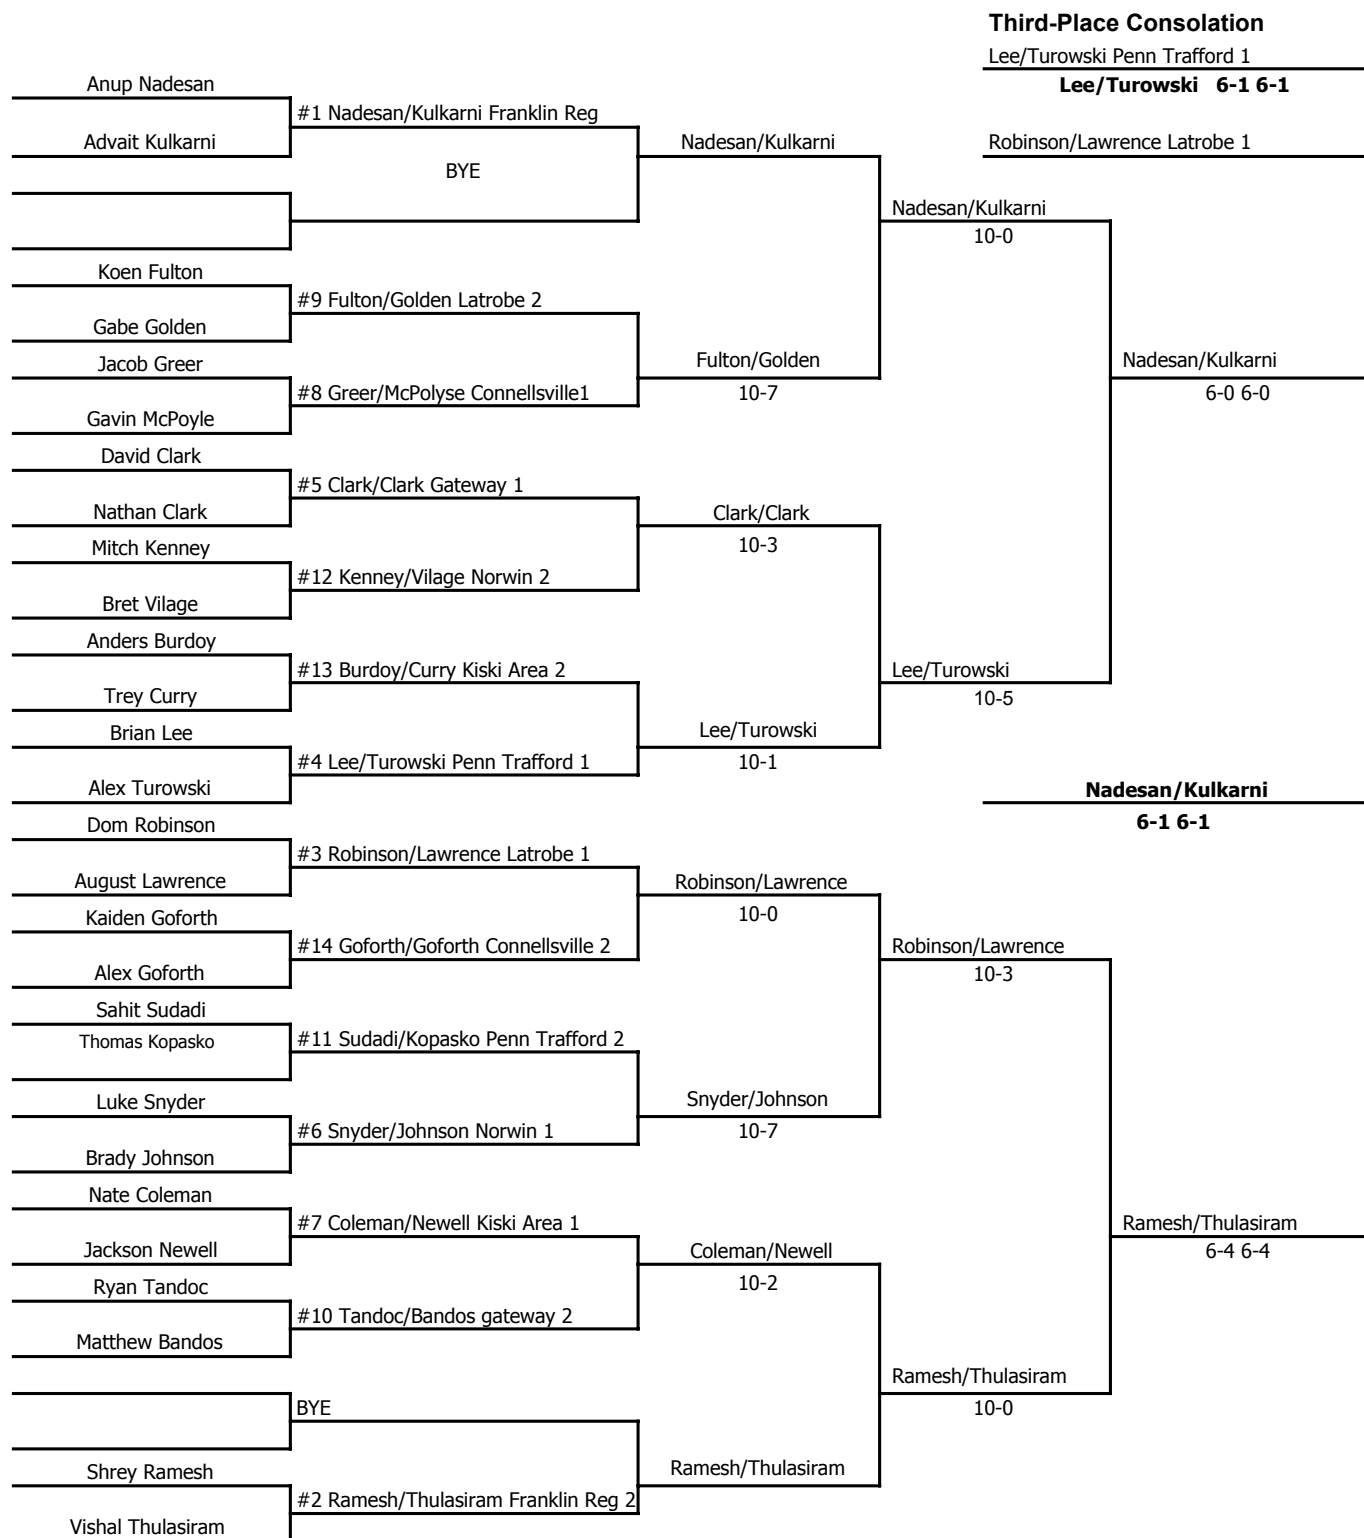 Third-Place Consolation
Lee/Turowski Penn Trafford 1
Lee/Turowski 6-1 6-1
Robinson/Lawrence Latrobe 1
Anup Nadesan
#1 Nadesan/Kulkarni Franklin Reg
Advait Kulkarni
Nadesan/Kulkarni
BYE
Nadesan/Kulkarni
10-0
Koen Fulton
#9 Fulton/Golden Latrobe 2
Gabe Golden
Jacob Greer
Fulton/Golden
Nadesan/Kulkarni
#8 Greer/McPolyse Connellsville1
10-7
6-0 6-0
Gavin McPoyle
David Clark
#5 Clark/Clark Gateway 1
Nathan Clark
Clark/Clark
10-3
Mitch Kenney
#12 Kenney/Vilage Norwin 2
Bret Vilage
Anders Burdoy
#13 Burdoy/Curry Kiski Area 2
Lee/Turowski
Trey Curry
10-5
Brian Lee
Lee/Turowski
#4 Lee/Turowski Penn Trafford 1
10-1
Alex Turowski
Nadesan/Kulkarni
6-1 6-1
Dom Robinson
#3 Robinson/Lawrence Latrobe 1
August Lawrence
Robinson/Lawrence
10-0
Kaiden Goforth
#14 Goforth/Goforth Connellsville 2
Robinson/Lawrence
Alex Goforth
10-3
Sahit Sudadi
Thomas Kopasko
#11 Sudadi/Kopasko Penn Trafford 2
Luke Snyder
Snyder/Johnson
#6 Snyder/Johnson Norwin 1
10-7
Brady Johnson
Nate Coleman
#7 Coleman/Newell Kiski Area 1
Ramesh/Thulasiram
Jackson Newell
Coleman/Newell
6-4 6-4
Ryan Tandoc
10-2
#10 Tandoc/Bandos gateway 2
Matthew Bandos
Ramesh/Thulasiram
BYE
10-0
Shrey Ramesh
Ramesh/Thulasiram
#2 Ramesh/Thulasiram Franklin Reg 2
Vishal Thulasiram